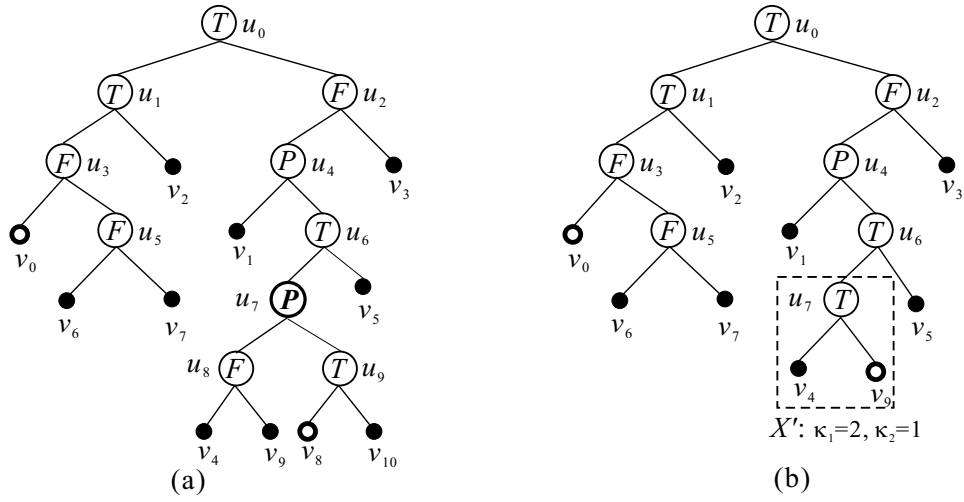 T u₀ T u₀
T u₁ F u₂ T u₁ F u₂
F u₃ v₂ P u₄ v₃ F u₃ v₂ P u₄ v₃
v₀ F u₅ v₁ T u₆ v₀ F u₅ v₁ T u₆
v₆ v₇ u₇ P v₅ v₆ v₇ u₇ T v₅
u₈ F T u₉ v₄ v₉
v₄ v₉ v₈ v₁₀ X′: κ₁=2, κ₂=1
(a) (b)